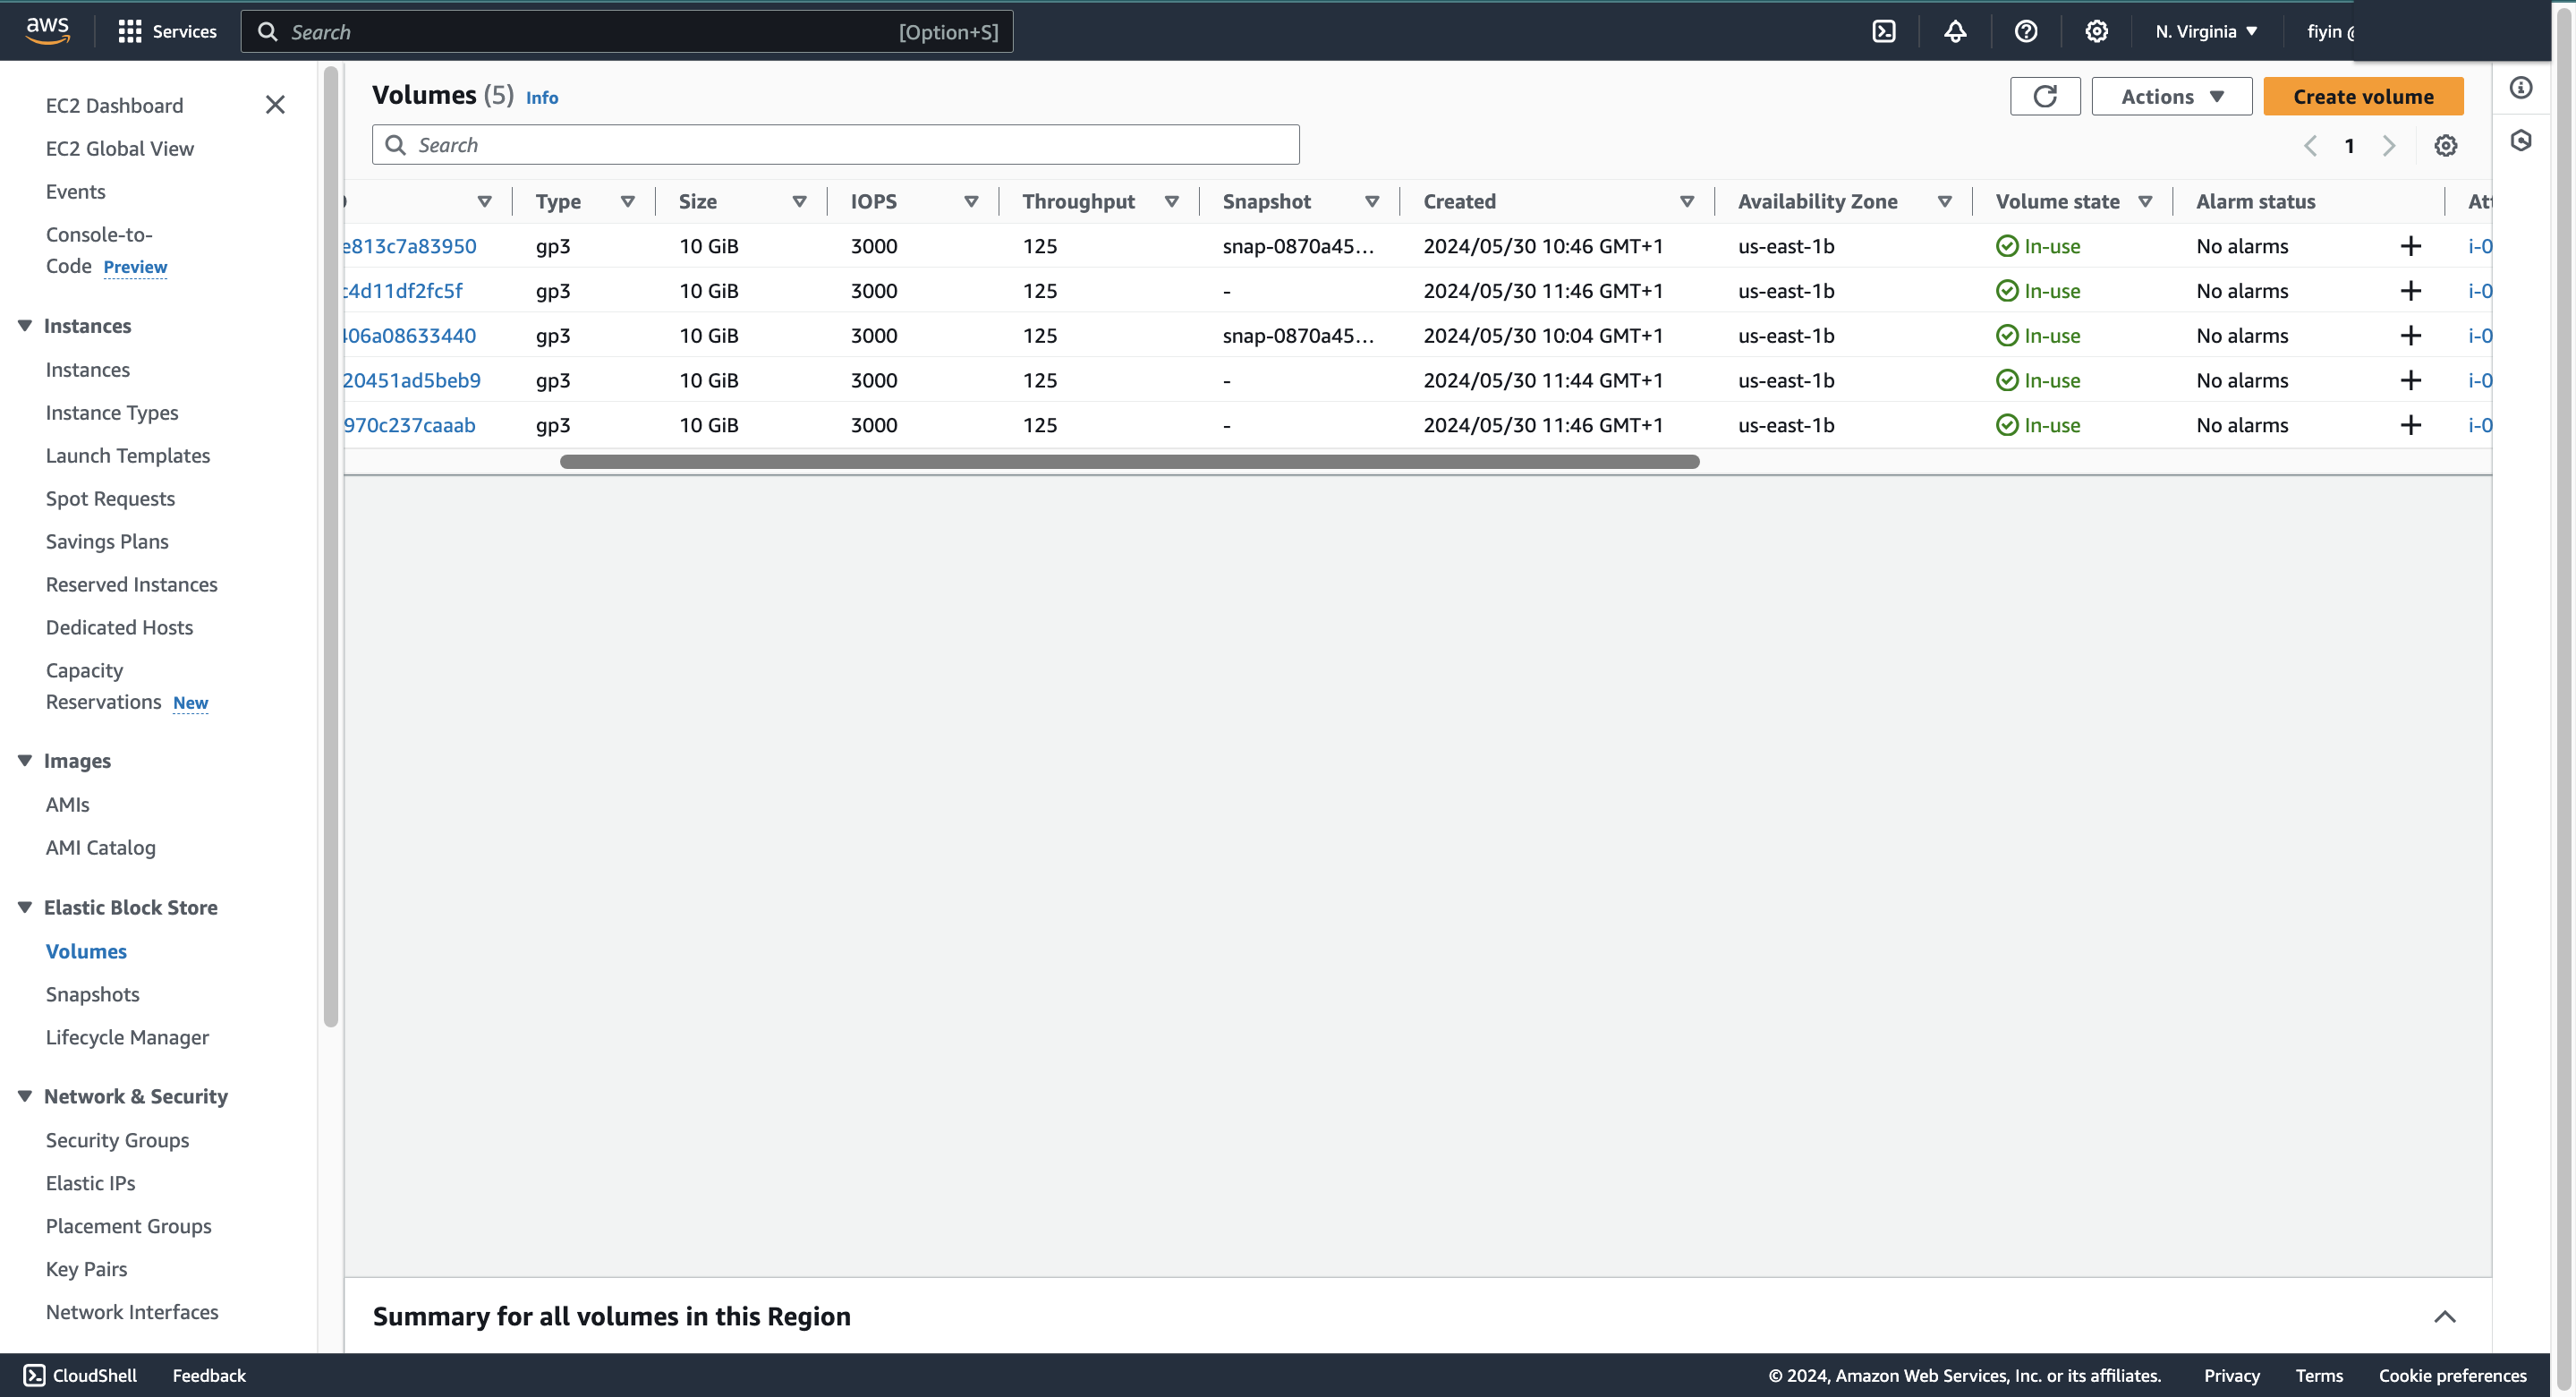 aws
Services
Search
[Option+S]
N. Virginia
fiyin @
EC2 Dashboard
EC2 Global View
Events
Console-to-
Code Preview
Instances
Instances
Instance Types
Launch Templates
Spot Requests
Savings Plans
Reserved Instances
Dedicated Hosts
Capacity
Reservations New
Images
AMIs
AMI Catalog
Elastic Block Store
Volumes
Snapshots
Lifecycle Manager
Network & Security
Security Groups
Elastic IPs
Placement Groups
Key Pairs
Network Interfaces
Volumes (5) Info
Actions
Create volume
Search
1
Type Size IOPS Throughput Snapshot Created Availability Zone Volume state Alarm status Att
e813c7a83950 gp3 10 GiB 3000 125 snap-0870a45... 2024/05/30 10:46 GMT+1 us-east-1b In-use No alarms + i-0
c4d11df2fc5f gp3 10 GiB 3000 125 - 2024/05/30 11:46 GMT+1 us-east-1b In-use No alarms + i-0
406a08633440 gp3 10 GiB 3000 125 snap-0870a45... 2024/05/30 10:04 GMT+1 us-east-1b In-use No alarms + i-0
20451ad5beb9 gp3 10 GiB 3000 125 - 2024/05/30 11:44 GMT+1 us-east-1b In-use No alarms + i-0
970c237caaab gp3 10 GiB 3000 125 - 2024/05/30 11:46 GMT+1 us-east-1b In-use No alarms + i-0
Summary for all volumes in this Region
CloudShell
Feedback
© 2024, Amazon Web Services, Inc. or its affiliates.
Privacy
Terms
Cookie preferences